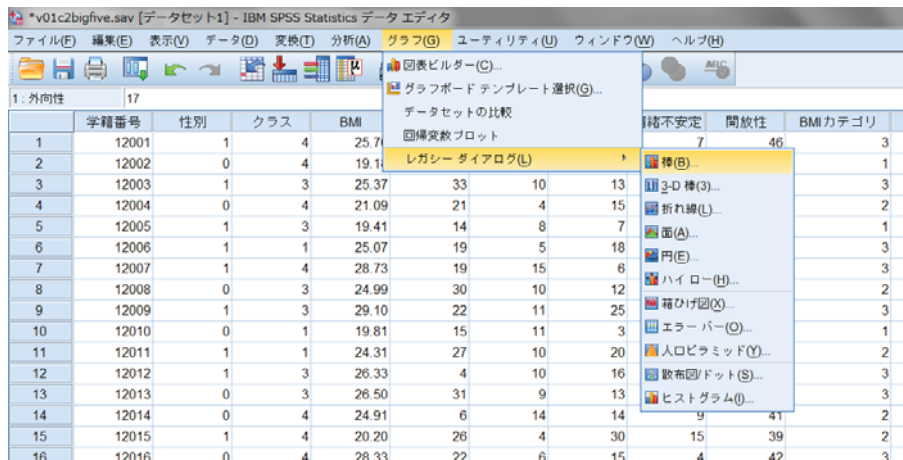 *v01c2bigfive.sav [データセット1] - IBM SPSS Statistics データ エディタ
ファイル(F) 編集(E) 表示(V) データ(D) 変換(T) 分析(A) グラフ(G) ユーティリティ(U) ウィンドウ(W) ヘルプ(H)
図表ビルダー(C)...
グラフボード テンプレート選択(G)...
データセットの比較
回帰変数プロット
レガシー ダイアログ(L)
棒(B)...
3-D 棒(3)...
折れ線(L)...
面(A)...
円(E)...
ハイ ロー(H)...
箱ひげ図(X)...
エラー バー(O)...
人口ピラミッド(Y)...
散布図/ドット(S)...
ヒストグラム(I)...
1 : 外向性 17
学籍番号 性別 クラス BMI 緒不安定 開放性 BMIカテゴリ
1 12001 1 4 25.7 7 46 3
2 12002 0 4 19.1 1
3 12003 1 3 25.37 33 10 13 3
4 12004 0 4 21.09 21 4 15 2
5 12005 1 3 19.41 14 8 7 1
6 12006 1 1 25.07 19 5 18 3
7 12007 1 4 28.73 19 15 6 3
8 12008 0 3 24.99 30 10 12 2
9 12009 1 3 29.10 22 11 25 3
10 12010 0 1 19.81 15 11 3 1
11 12011 1 1 24.31 27 10 20 2
12 12012 1 3 26.33 4 10 16 3
13 12013 0 3 26.50 31 9 13 3
14 12014 0 4 24.91 6 14 14 9 41 2
15 12015 1 4 20.20 26 4 30 15 39 2
16 12016 0 4 28.33 22 6 15 4 42 3